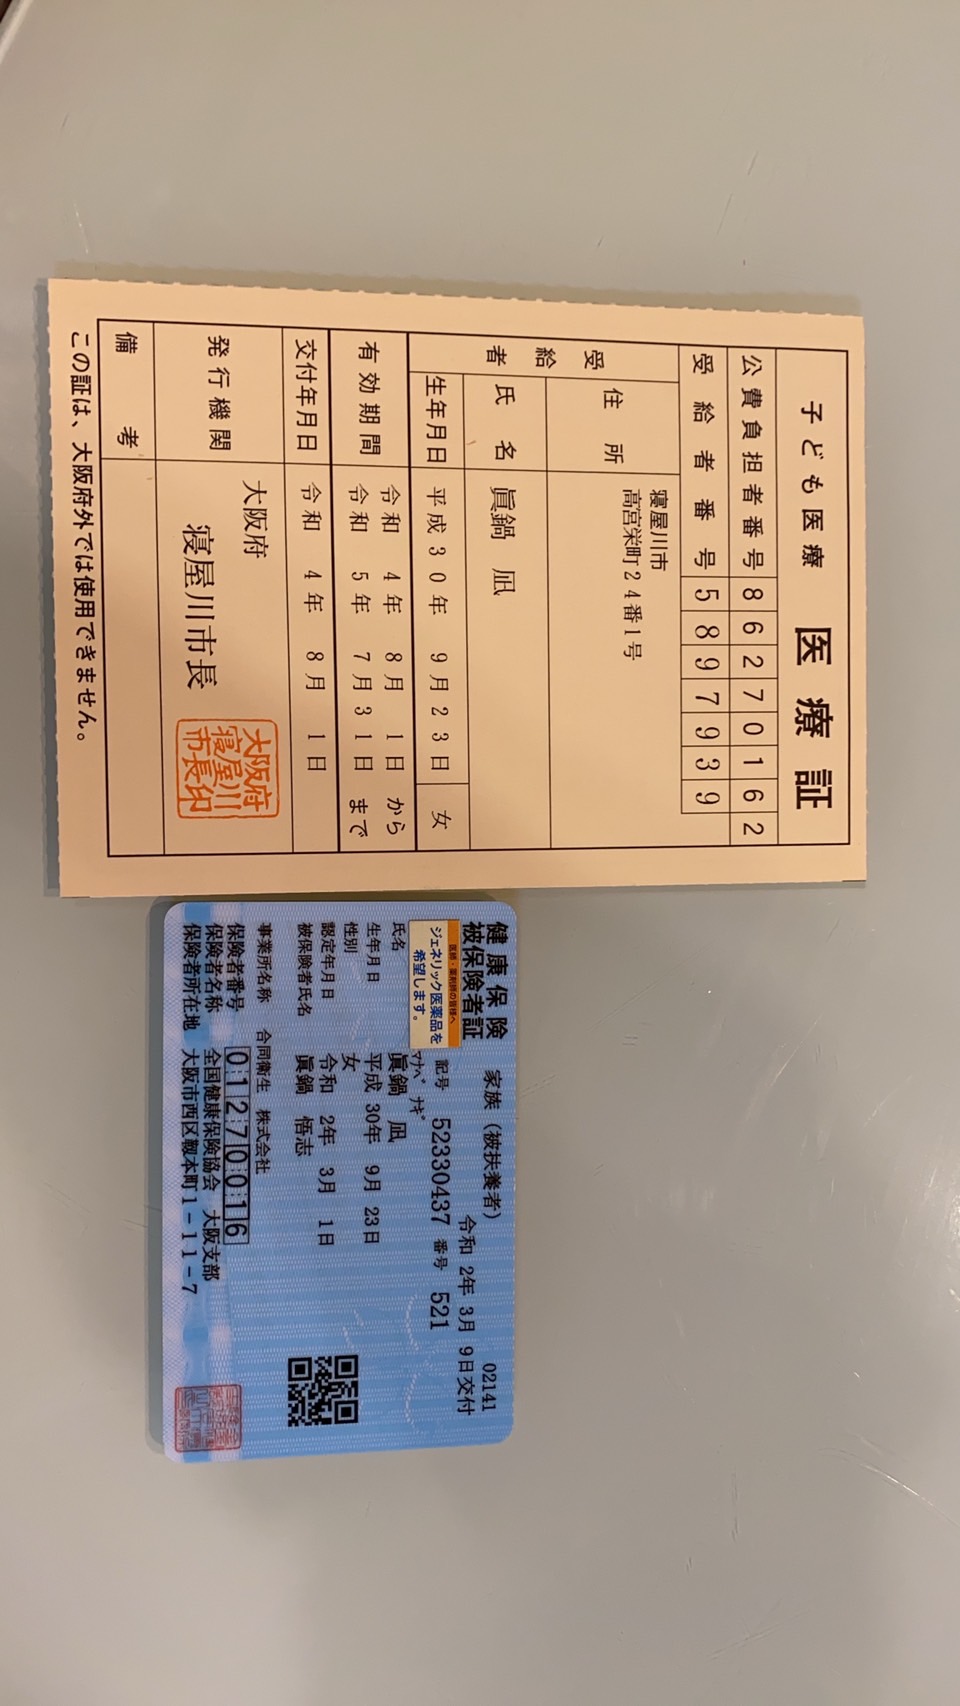 子ども医療 医療証
公費負担者番号 86270162
受給者番号 5897939
受給者
住所 寝屋川市
高宮栄町24番1号
氏名 眞鍋 凪
生年月日 平成30年 9月23日 女
有効期間 令和 4年 8月 1日 から
令和 5年 7月31日 まで
交付年月日 令和 4年 8月 1日
発行機関 大阪府
寝屋川市長
大阪府
寝屋川
市長印
備考
この証は、大阪府外では使用できません。
健康保険
被保険者証
家族(被扶養者)
02141
令和 2年 3月 9日交付
医師・薬剤師の皆様へ
ジェネリック医薬品を
希望します。
記号 52330437 番号 521
マナベ ナギ
氏名 眞鍋 凪
生年月日 平成 30年 9月 23日
性別 女
認定年月日 令和 2年 3月 1日
被保険者氏名 眞鍋 悟志
事業所名称 合同衛生 株式会社
保険者番号 01270016
保険者名称 全国健康保険協会 大阪支部
保険者所在地 大阪市西区靱本町1-11-7